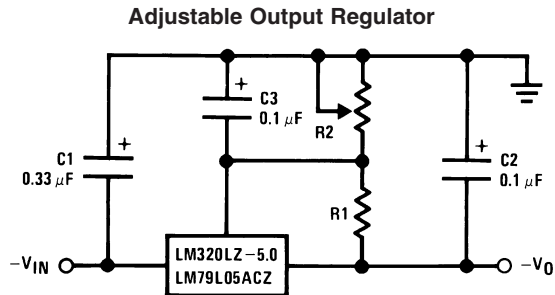 Adjustable Output Regulator
+
C3
0.1 μF
R2
+
C1
0.33 μF
+
C2
0.1 μF
R1
LM320LZ-5.0
LM79L05ACZ
-VIN
-VO